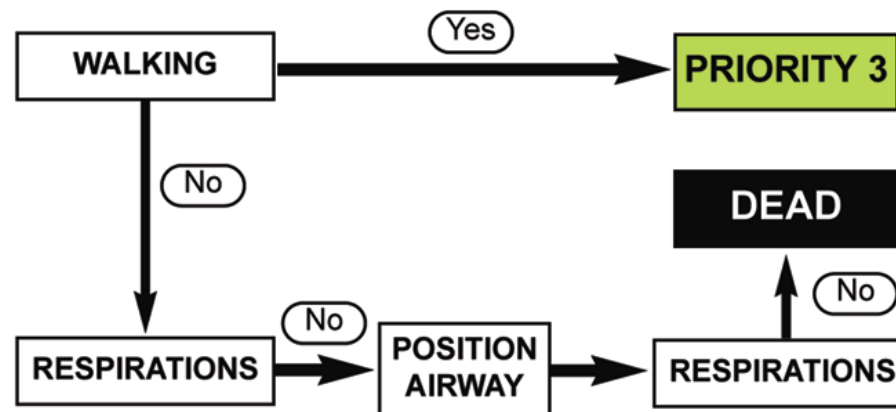 Yes
WALKING
PRIORITY 3
No
DEAD
No
No
RESPIRATIONS
POSITION
AIRWAY
RESPIRATIONS